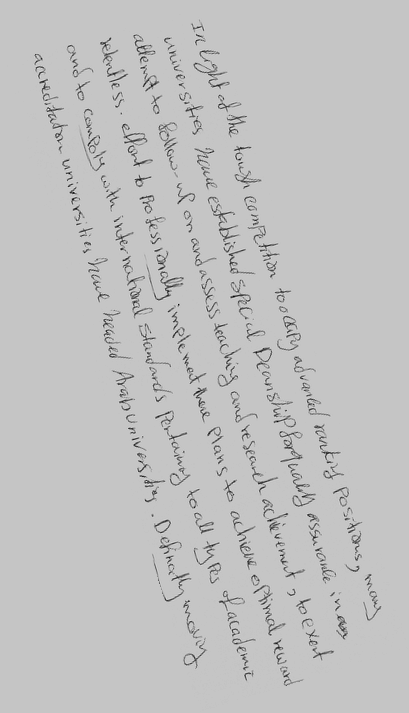 In light of the tough competition to occupy advanced ranking positions, many
universities have established special Deanship for quality assurance in an
attempt to follow-up on and assess teaching and research achievement, to exert
relentless. effort to Professionally implement these plans to achieve optimal reward
and to comply with international standards pertaining to all types of academic
accreditation universities have headed Arab universities. Definatly moving